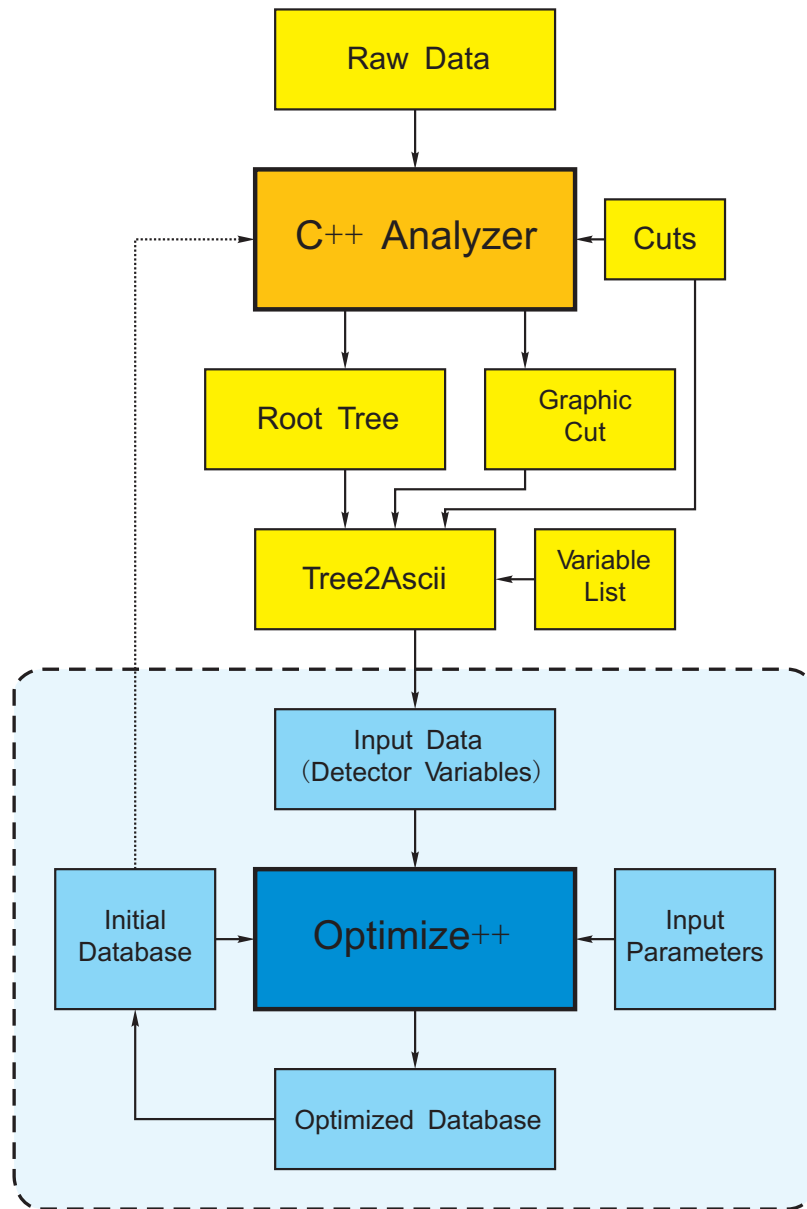 Raw Data
C++ Analyzer
Cuts
Root Tree
Graphic
Cut
Tree2Ascii
Variable
List
Input Data
（Detector Variables）
Initial
Database
Optimize++
Input
Parameters
Optimized Database